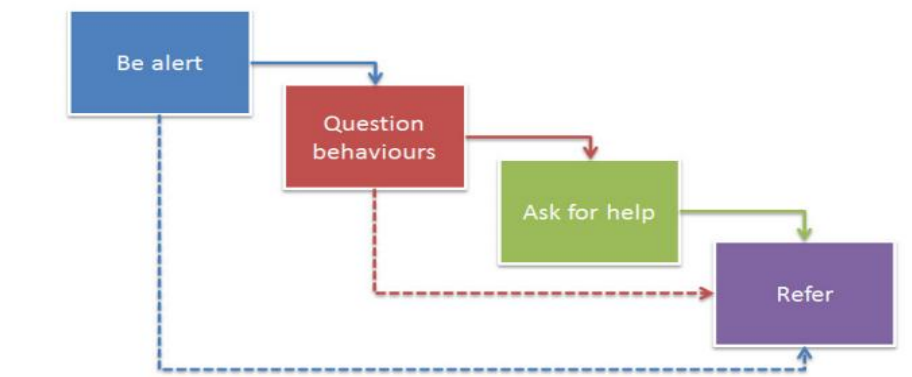 Be alert
Question
behaviours
Ask for help
Refer